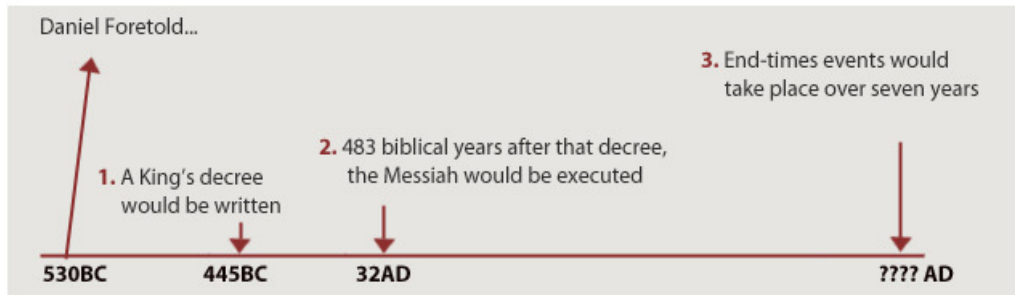 Daniel Foretold...
3. End-times events would
take place over seven years
2. 483 biblical years after that decree,
the Messiah would be executed
1. A King's decree
would be written
530BC 445BC 32AD ???? AD